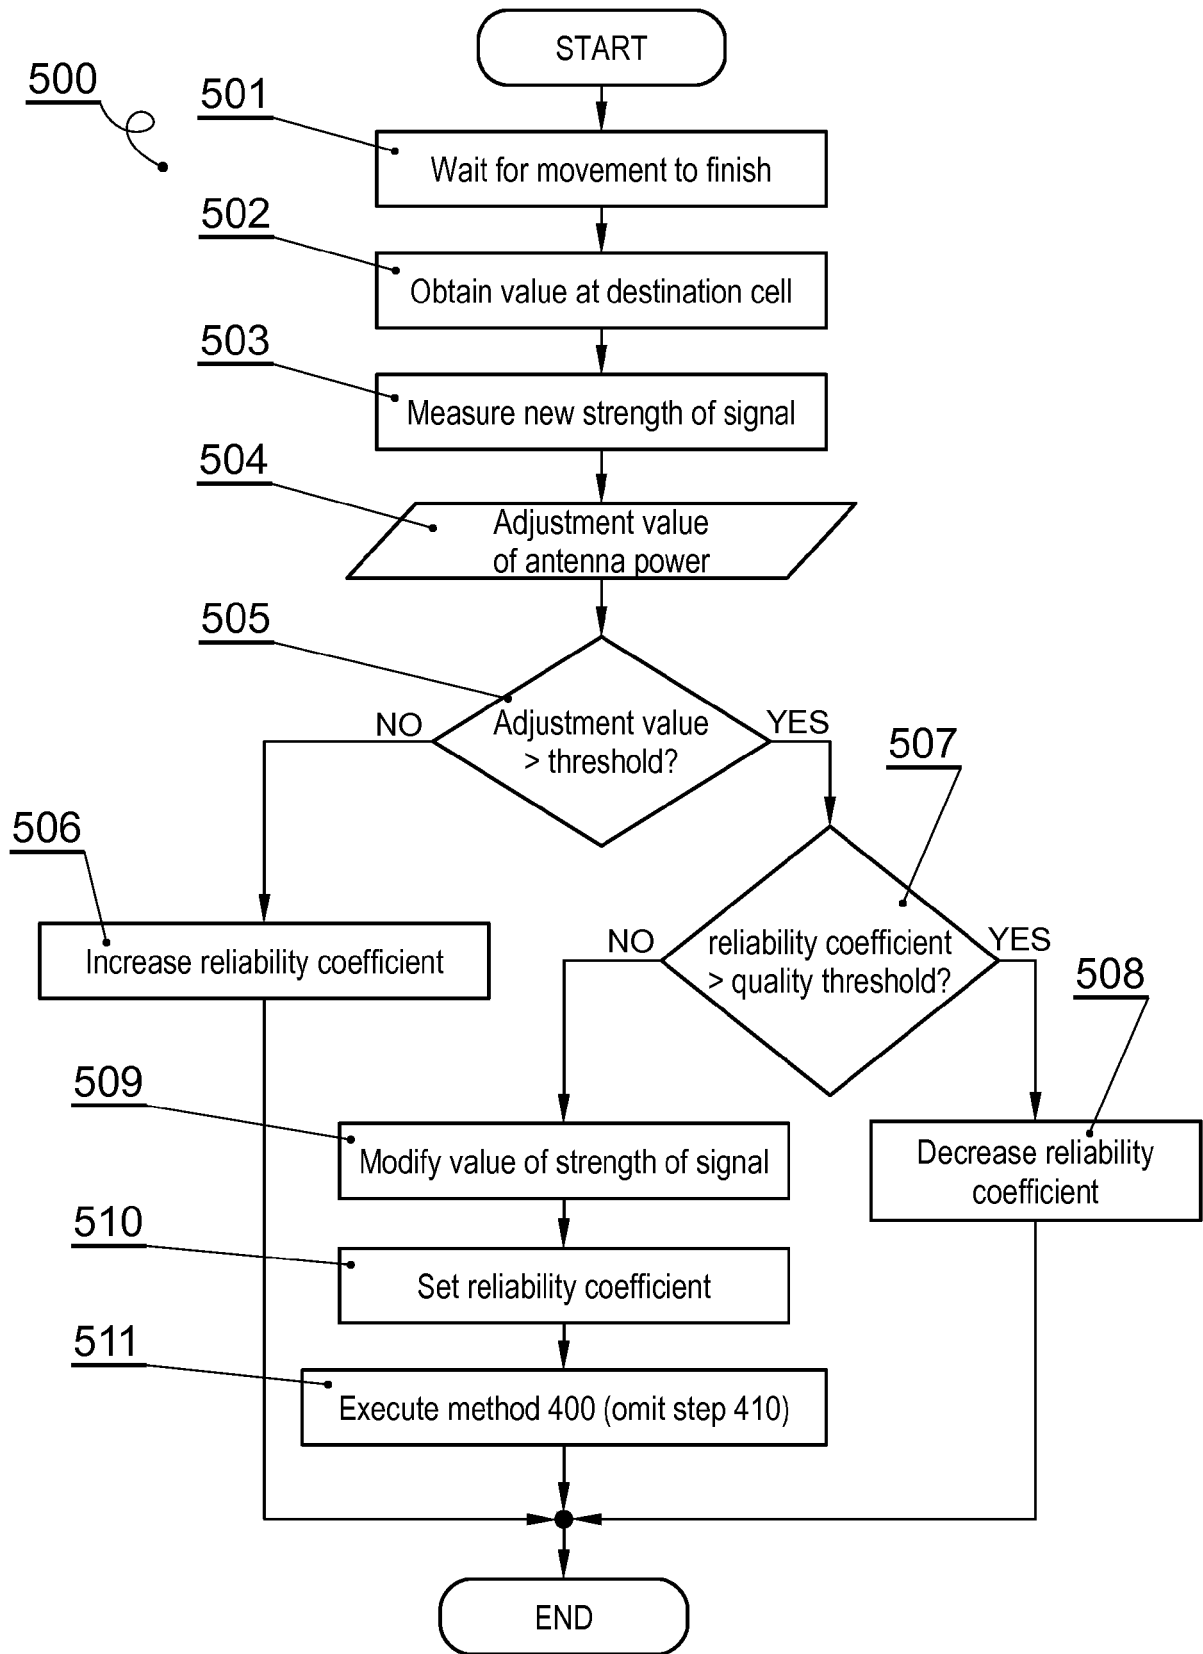 START
500
501
Wait for movement to finish
502
Obtain value at destination cell
503
Measure new strength of signal
504
Adjustment value
of antenna power
505
NO
YES
Adjustment value
> threshold?
507
506
Increase reliability coefficient
NO
YES
reliability coefficient
> quality threshold?
508
509
Modify value of strength of signal
Decrease reliability
coefficient
510
Set reliability coefficient
511
Execute method 400 (omit step 410)
END